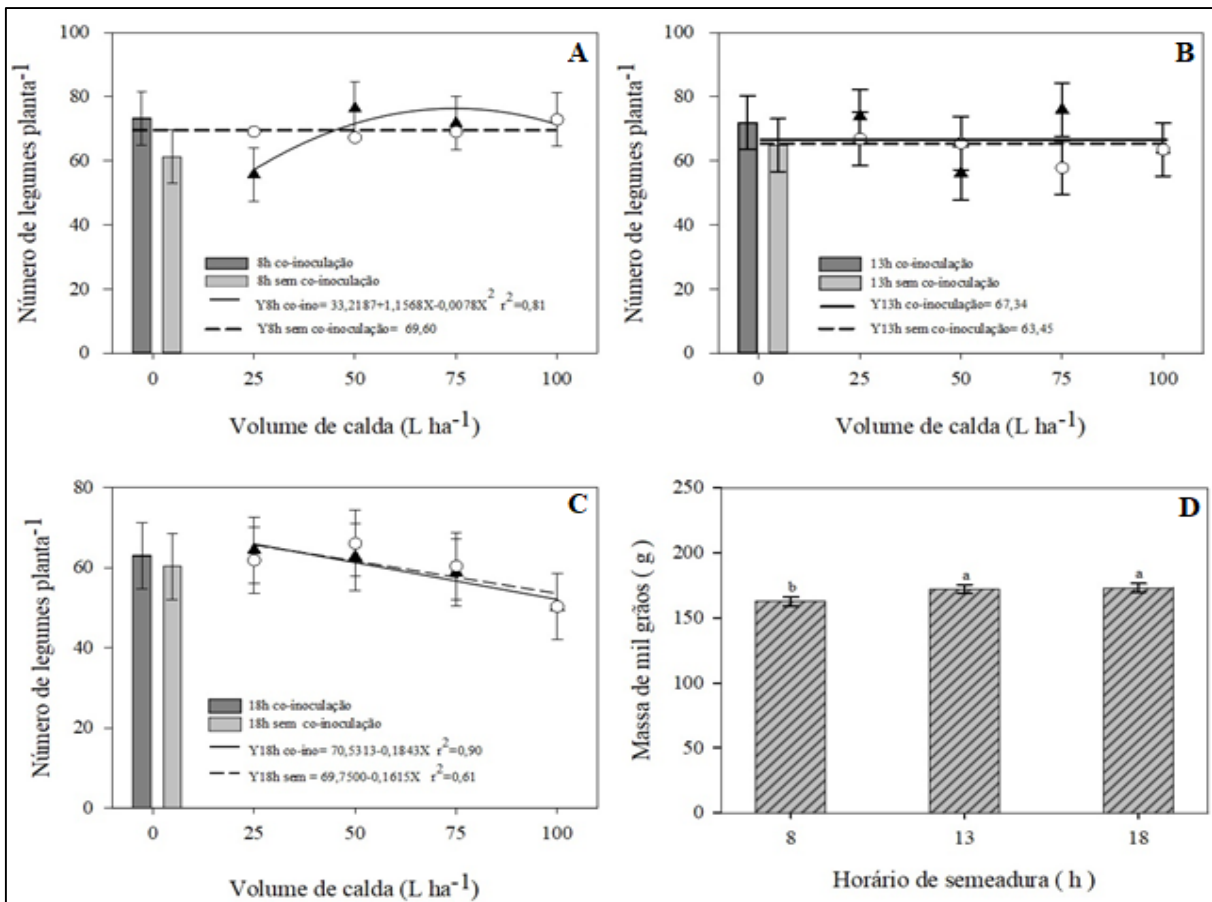 A
Número de legumes planta-1
100
80
60
40
20
0
8h co-inoculação
8h sem co-inoculação
Y8h co-ino= 33,2187+1,1568X-0,0078X2 r2=0,81
Y8h sem co-inoculação= 69,60
0 25 50 75 100
Volume de calda (L ha-1)
B
Número de legumes planta-1
100
80
60
40
20
0
13h co-inoculação
13h sem co-inoculação
Y13h co-inoculação= 67,34
Y13h sem co-inoculação= 63,45
0 25 50 75 100
Volume de calda (L ha-1)
C
Número de legumes planta-1
80
60
40
20
0
18h co-inoculação
18h sem co-inoculação
Y18h co-ino= 70,5313-0,1843X r2=0,90
Y18h sem = 69,7500-0,1615X r2=0,61
0 25 50 75 100
Volume de calda (L ha-1)
D
Massa de mil grãos ( g )
250
200
150
100
50
0
b a a
8 13 18
Horário de semeadura ( h )